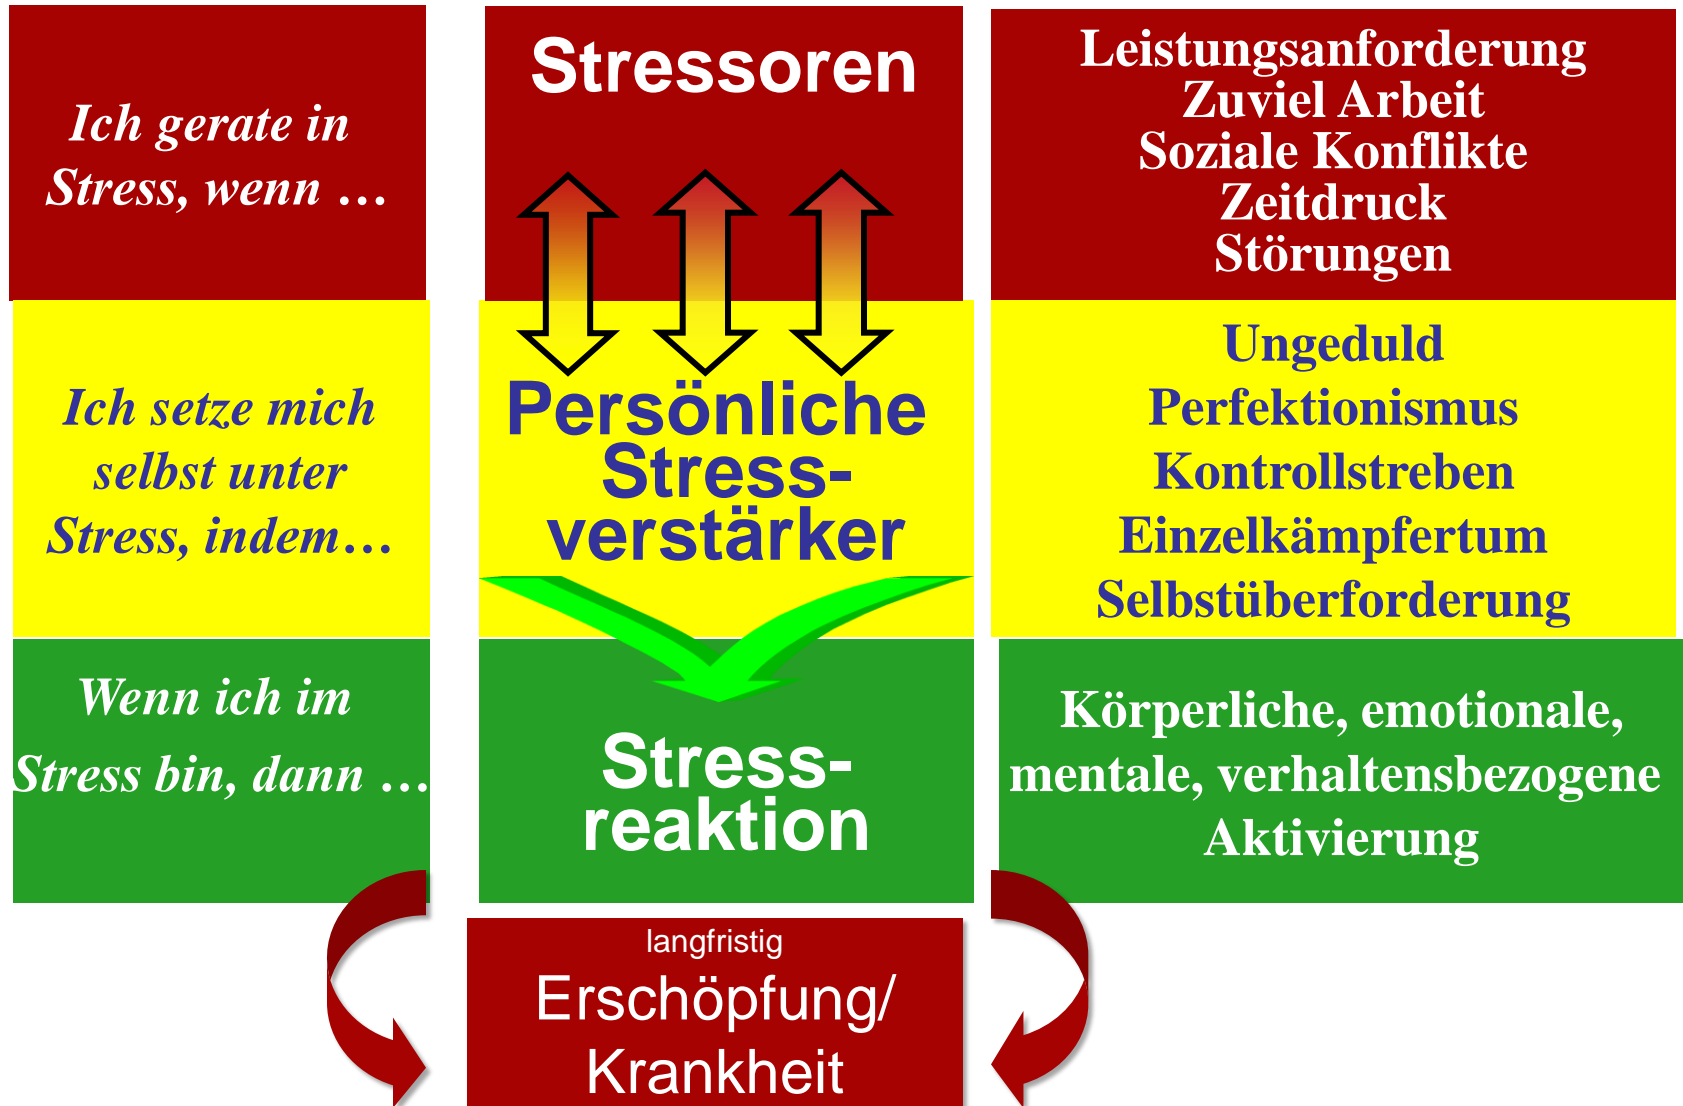 Ich gerate in
Stress, wenn …
Stressoren
Leistungsanforderung
Zuviel Arbeit
Soziale Konflikte
Zeitdruck
Störungen
Ich setze mich
selbst unter
Stress, indem…
Persönliche
Stress-
verstärker
Ungeduld
Perfektionismus
Kontrollstreben
Einzelkämpfertum
Selbstüberforderung
Wenn ich im
Stress bin, dann …
Stress-
reaktion
Körperliche, emotionale,
mentale, verhaltensbezogene
Aktivierung
langfristig
Erschöpfung/
Krankheit